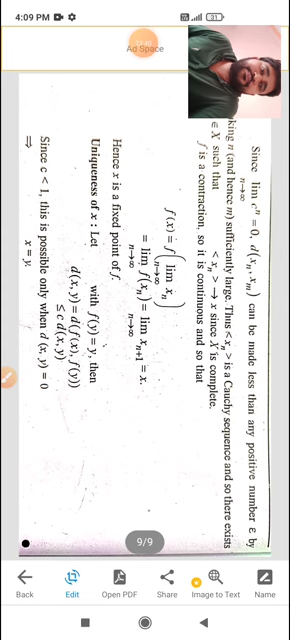 4:09 PM
31
Ad Space
Since lim c^n = 0, d(x_n, x_m) can be made less than any positive number ε by
n→∞
king n (and hence m) sufficiently large. Thus <x_n> is a Cauchy sequence and so there exists
∈ X such that < x_n > → x since X is complete.
f is a contraction, so it is continuous and so that
f(x) = f ( lim x_n )
n→∞
= lim f(x_n) = lim x_{n+1} = x.
n→∞ n→∞
Hence x is a fixed point of f.
Uniqueness of x : Let with f(y) = y, then
d(x, y) = d(f(x), f(y))
≤ c d(x, y)
Since c < 1, this is possible only when d (x, y) = 0
⇒ x = y.
9/9
Back
Edit
Open PDF
Share
Image to Text
Name